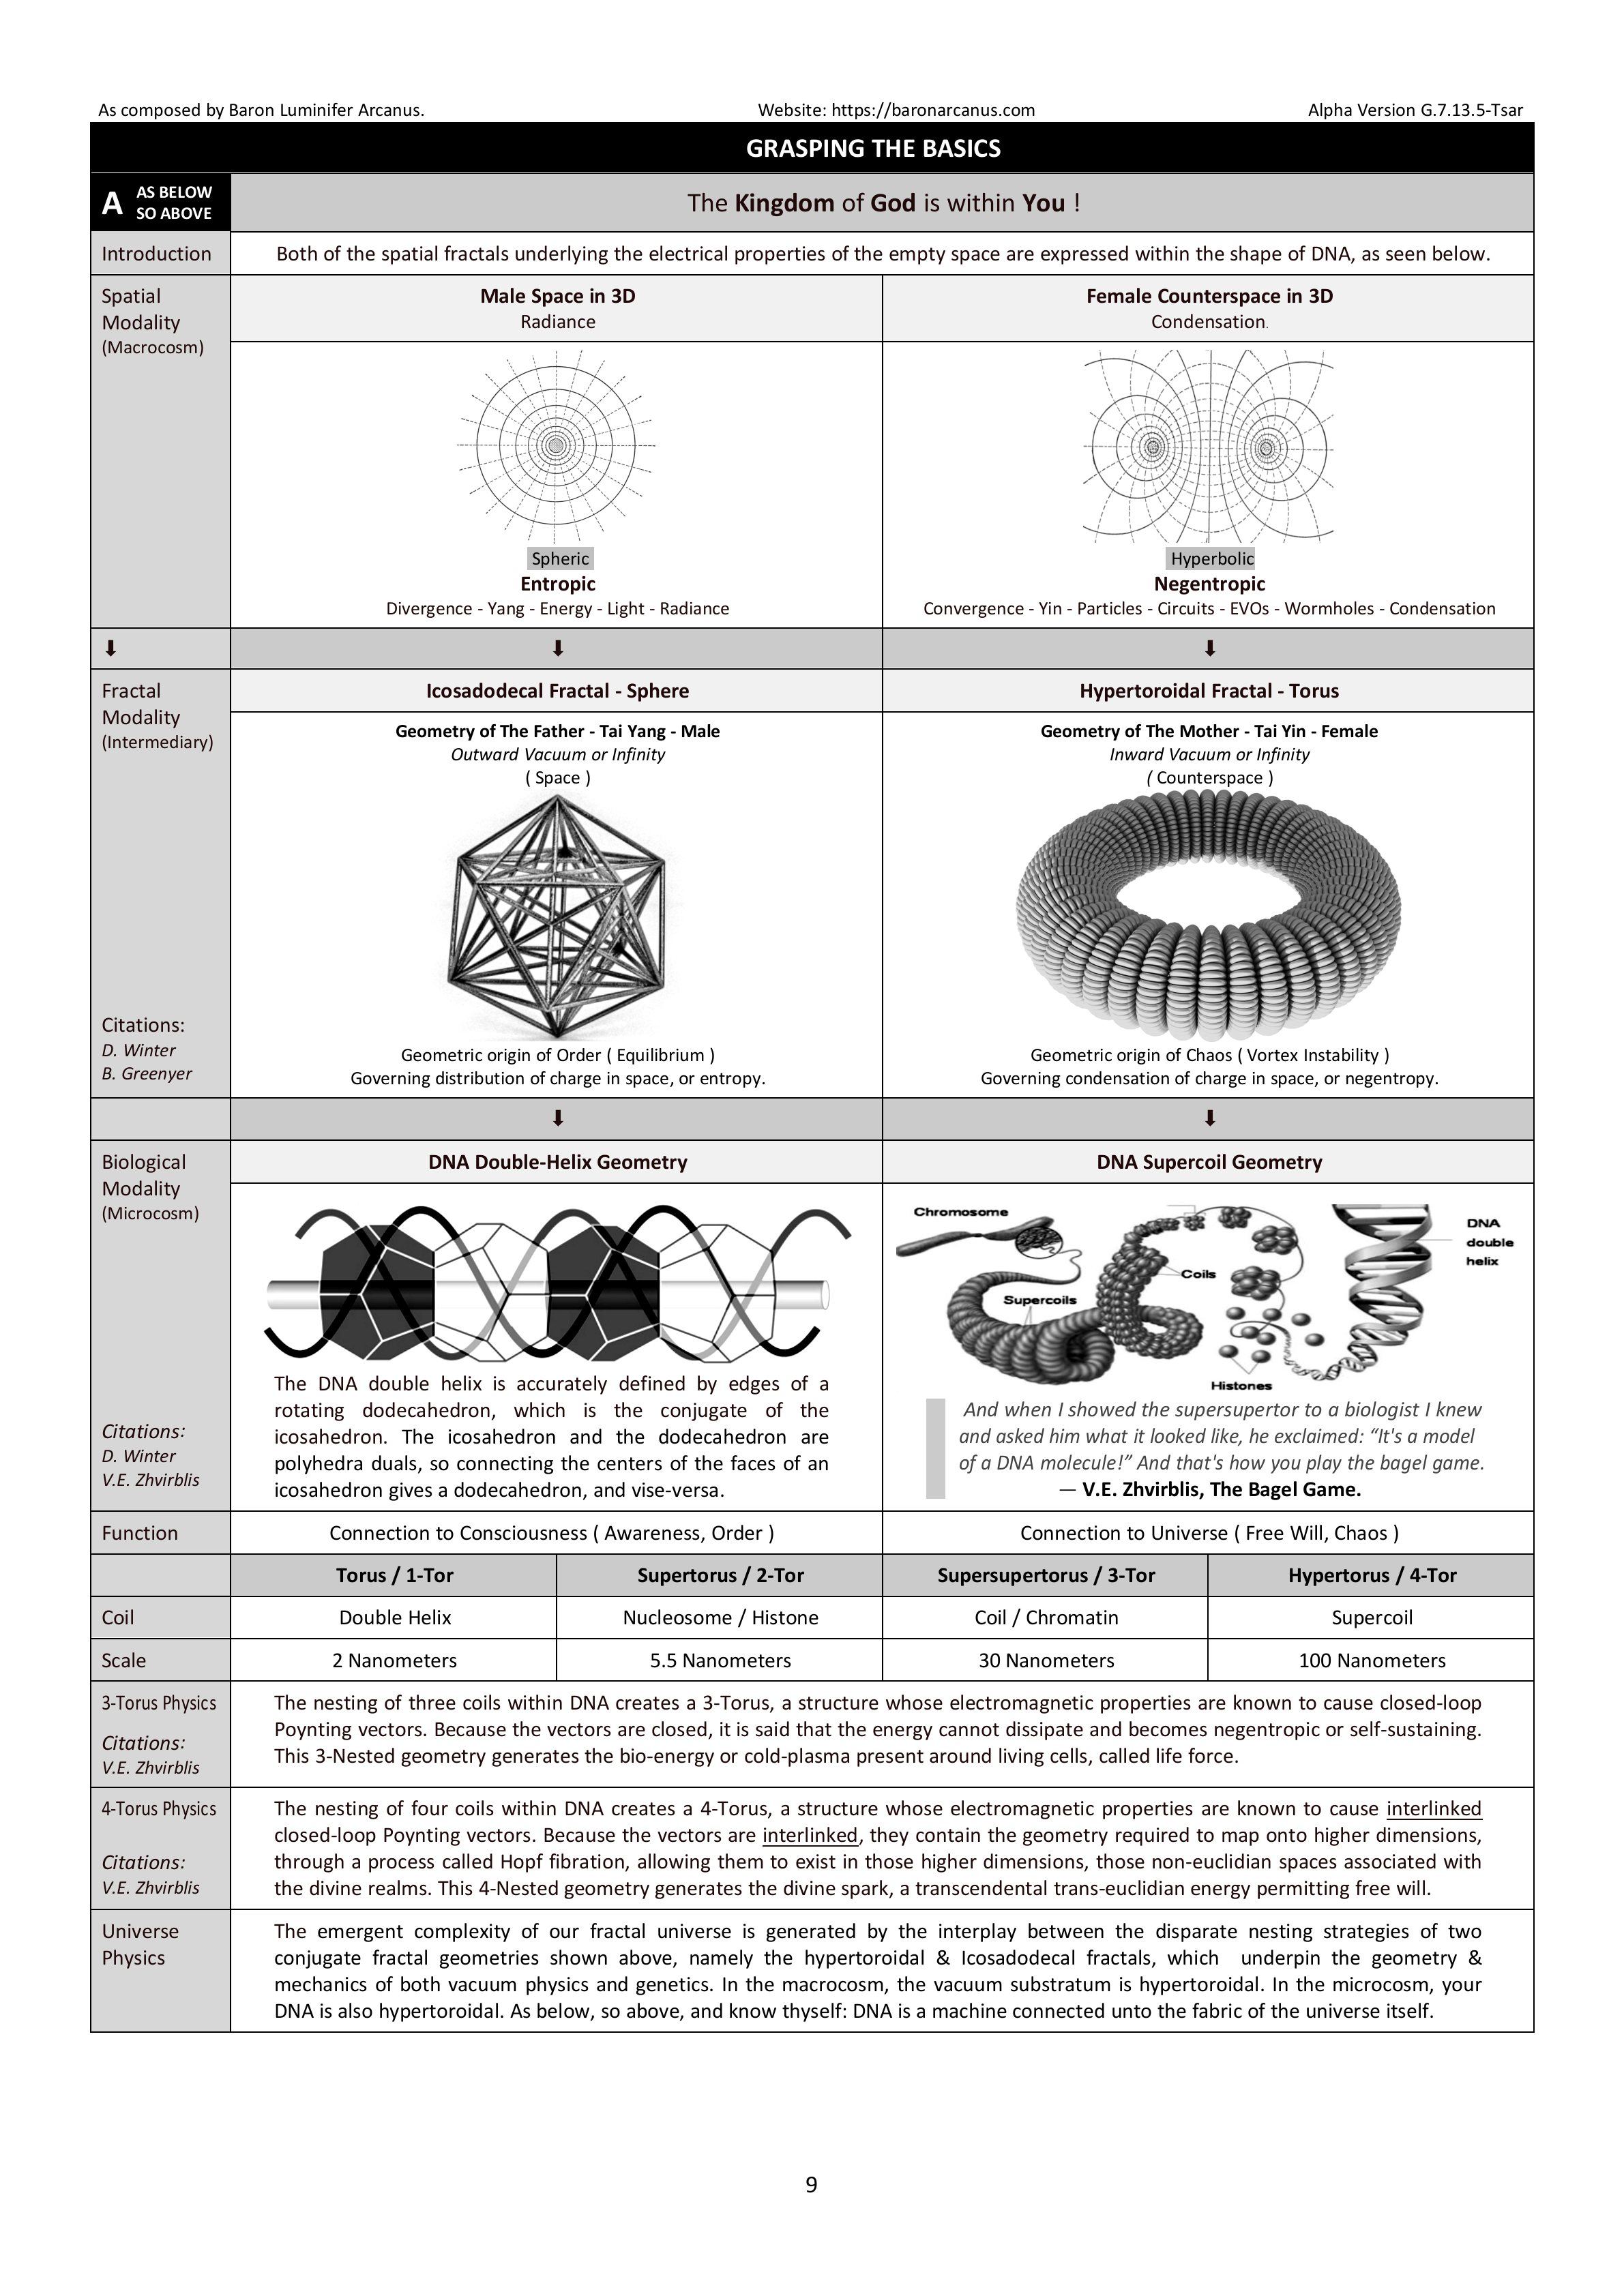 As composed by Baron Luminifer Arcanus. Website: https://baronarcanus.com Alpha Version G.7.13.5-Tsar
GRASPING THE BASICS
A AS BELOW
SO ABOVE
The Kingdom of God is within You !
Introduction
Both of the spatial fractals underlying the electrical properties of the empty space are expressed within the shape of DNA, as seen below.
Spatial
Modality
(Macrocosm)
Male Space in 3D
Radiance
Female Counterspace in 3D
Condensation.
Spheric
Entropic
Divergence - Yang - Energy - Light - Radiance
Hyperbolic
Negentropic
Convergence - Yin - Particles - Circuits - EVOs - Wormholes - Condensation
⬇ ⬇ ⬇
Fractal
Modality
(Intermediary)
Citations:
D. Winter
B. Greenyer
Icosadodecal Fractal - Sphere
Geometry of The Father - Tai Yang - Male
Outward Vacuum or Infinity
( Space )
Geometric origin of Order ( Equilibrium )
Governing distribution of charge in space, or entropy.
Hypertoroidal Fractal - Torus
Geometry of The Mother - Tai Yin - Female
Inward Vacuum or Infinity
( Counterspace )
Geometric origin of Chaos ( Vortex Instability )
Governing condensation of charge in space, or negentropy.
⬇ ⬇
Biological
Modality
(Microcosm)
Citations:
D. Winter
V.E. Zhvirblis
DNA Double-Helix Geometry
The DNA double helix is accurately defined by edges of a
rotating dodecahedron, which is the conjugate of the
icosahedron. The icosahedron and the dodecahedron are
polyhedra duals, so connecting the centers of the faces of an
icosahedron gives a dodecahedron, and vise-versa.
DNA Supercoil Geometry
Chromosome
DNA
double
helix
Coils
Supercoils
Histones
And when I showed the supersupertor to a biologist I knew
and asked him what it looked like, he exclaimed: “It's a model
of a DNA molecule!” And that's how you play the bagel game.
— V.E. Zhvirblis, The Bagel Game.
Function
Connection to Consciousness ( Awareness, Order )
Connection to Universe ( Free Will, Chaos )
Torus / 1-Tor Supertorus / 2-Tor Supersupertorus / 3-Tor Hypertorus / 4-Tor
Coil Double Helix Nucleosome / Histone Coil / Chromatin Supercoil
Scale 2 Nanometers 5.5 Nanometers 30 Nanometers 100 Nanometers
3-Torus Physics
Citations:
V.E. Zhvirblis
The nesting of three coils within DNA creates a 3-Torus, a structure whose electromagnetic properties are known to cause closed-loop
Poynting vectors. Because the vectors are closed, it is said that the energy cannot dissipate and becomes negentropic or self-sustaining.
This 3-Nested geometry generates the bio-energy or cold-plasma present around living cells, called life force.
4-Torus Physics
Citations:
V.E. Zhvirblis
The nesting of four coils within DNA creates a 4-Torus, a structure whose electromagnetic properties are known to cause interlinked
closed-loop Poynting vectors. Because the vectors are interlinked, they contain the geometry required to map onto higher dimensions,
through a process called Hopf fibration, allowing them to exist in those higher dimensions, those non-euclidian spaces associated with
the divine realms. This 4-Nested geometry generates the divine spark, a transcendental trans-euclidian energy permitting free will.
Universe
Physics
The emergent complexity of our fractal universe is generated by the interplay between the disparate nesting strategies of two
conjugate fractal geometries shown above, namely the hypertoroidal & Icosadodecal fractals, which underpin the geometry &
mechanics of both vacuum physics and genetics. In the macrocosm, the vacuum substratum is hypertoroidal. In the microcosm, your
DNA is also hypertoroidal. As below, so above, and know thyself: DNA is a machine connected unto the fabric of the universe itself.
9